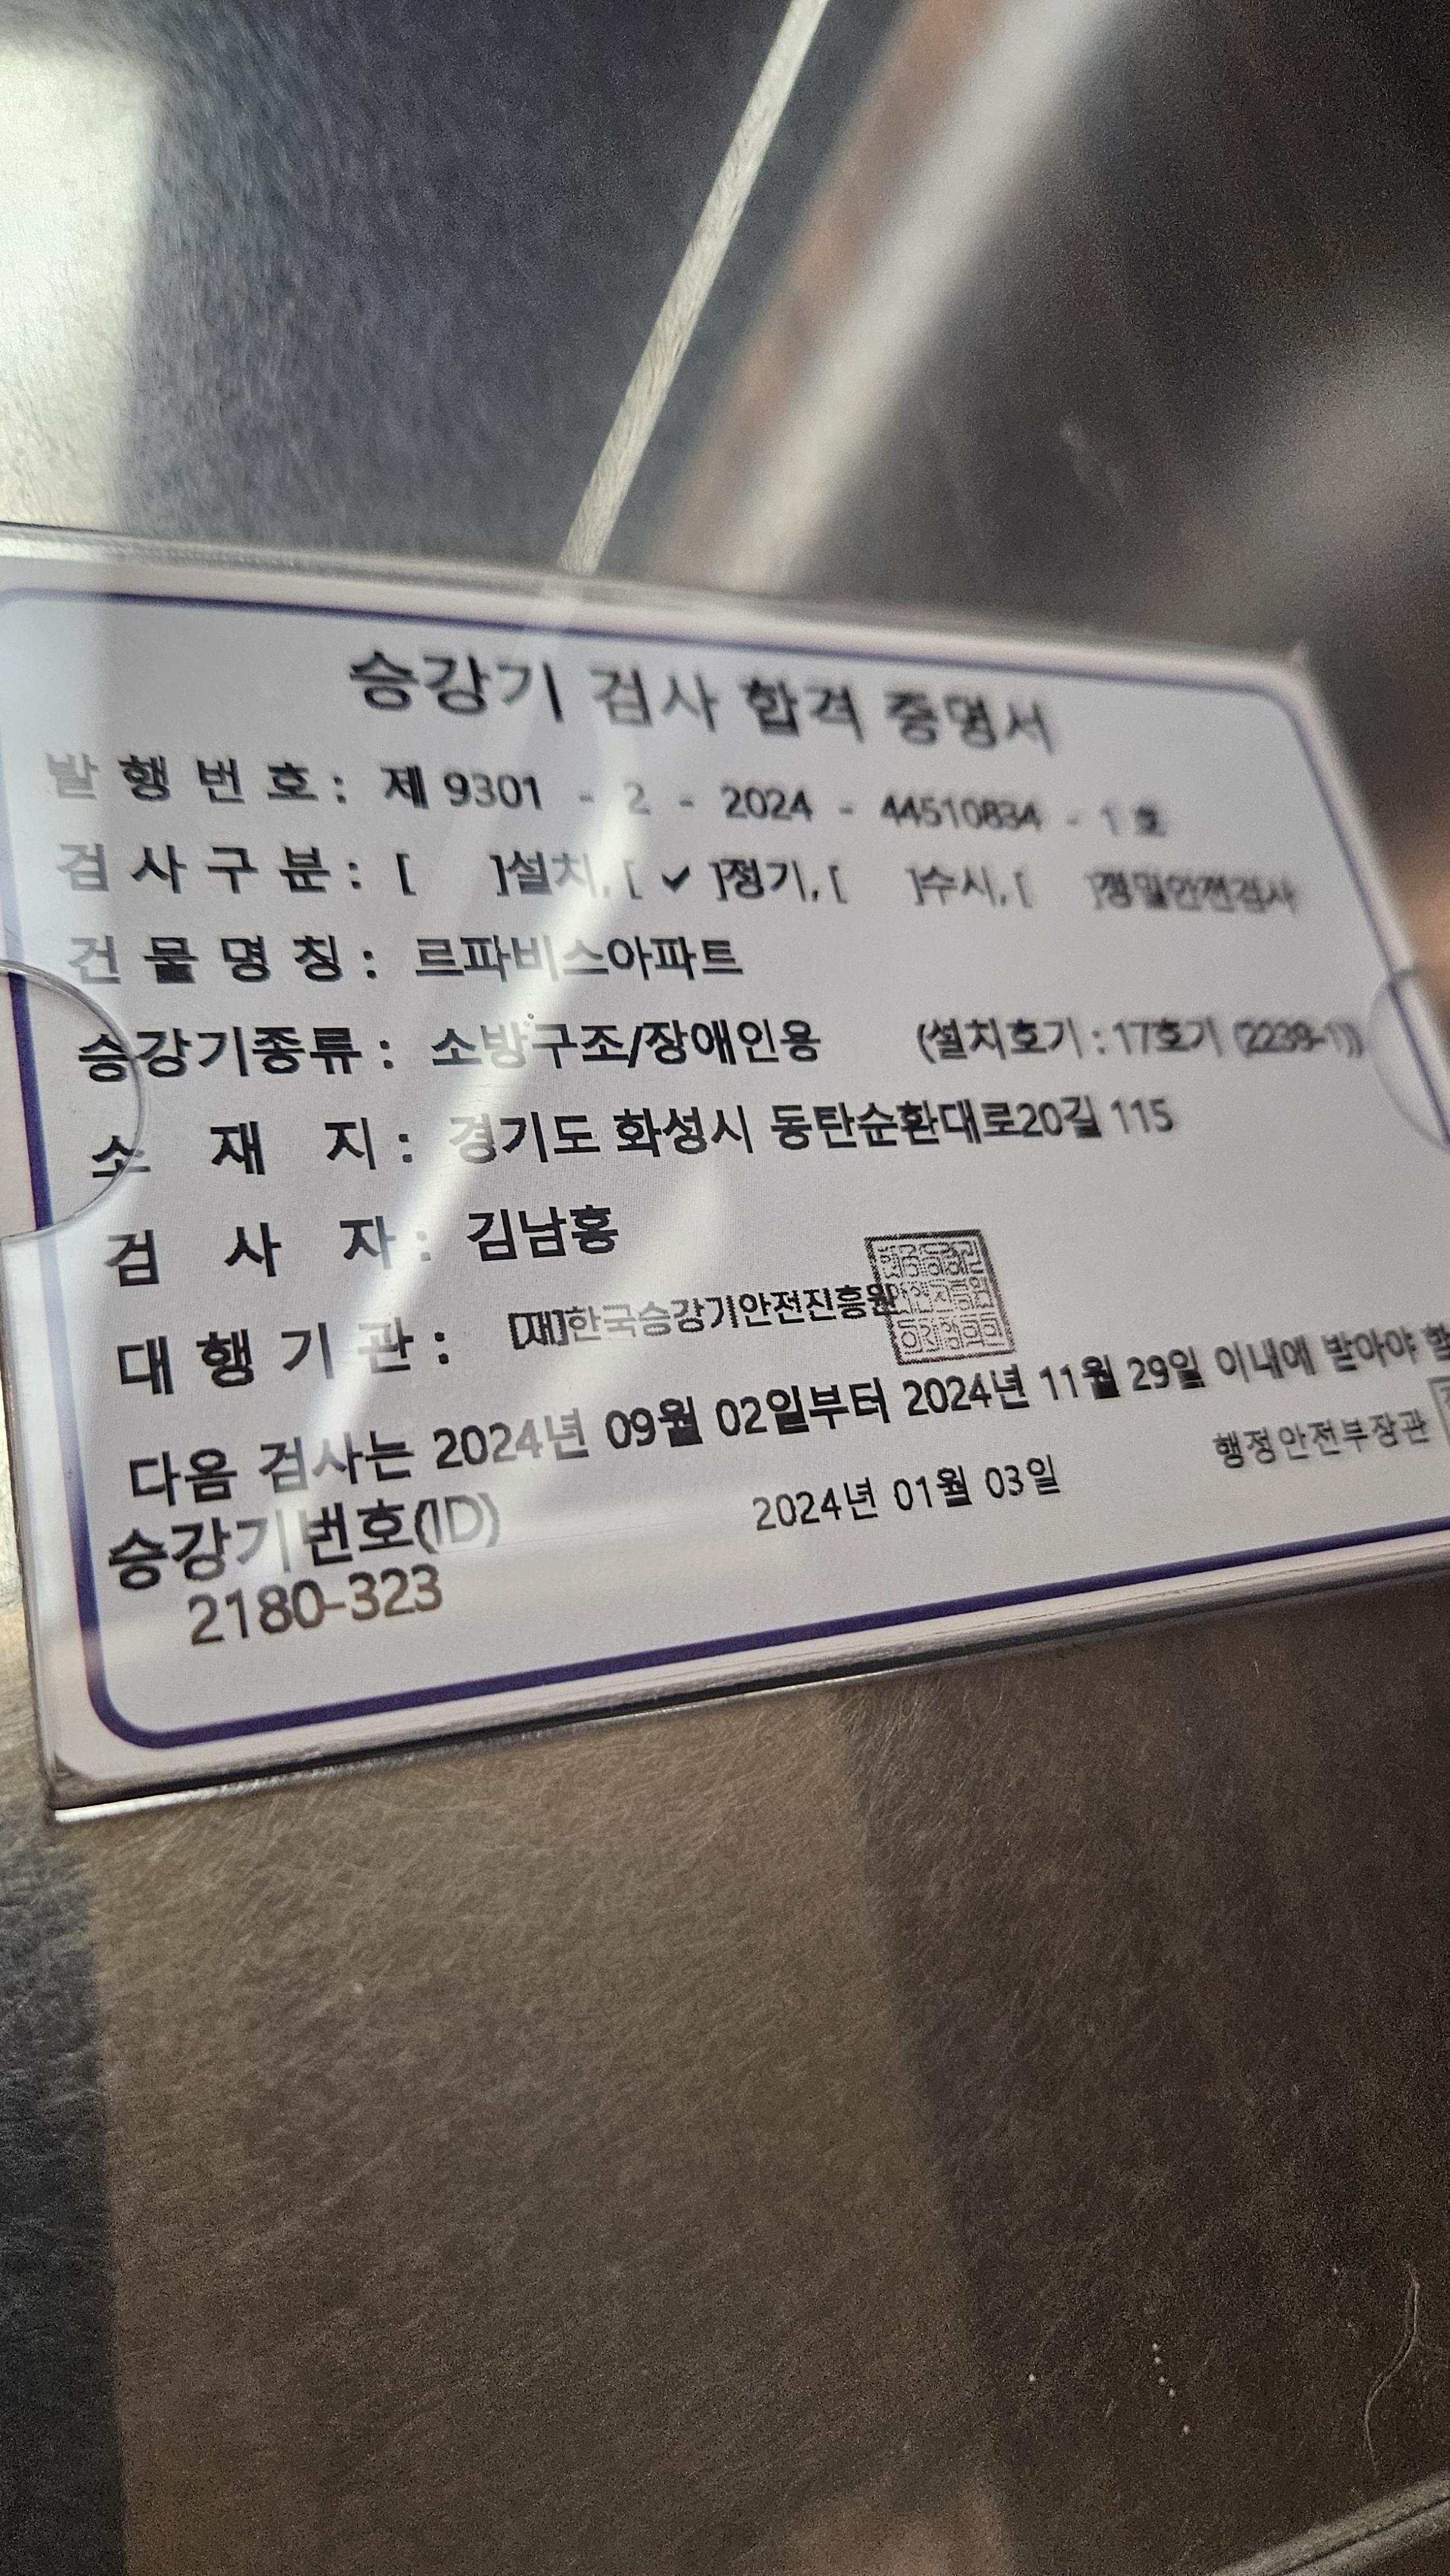 승강기 검사 합격 증명서
발 행 번 호 : 제 9301 - 2 - 2024 - 44510834 - 1 호
검 사 구 분 : [ ]설치, [ ✔ ]정기, [ ]수시, [ ]정밀안전검사
건 물 명 칭 : 르파비스아파트
승강기종류 : 소방구조/장애인용 (설치호기 : 17호기 (2238-1))
소 재 지 : 경기도 화성시 동탄순환대로20길 115
검 사 자 : 김남홍
대 행 기 관 : [재]한국승강기안전진흥원
다음 검사는 2024년 09월 02일부터 2024년 11월 29일 이내에 받아야
행정안전부장관
2024년 01월 03일
승강기번호(ID)
2180-323